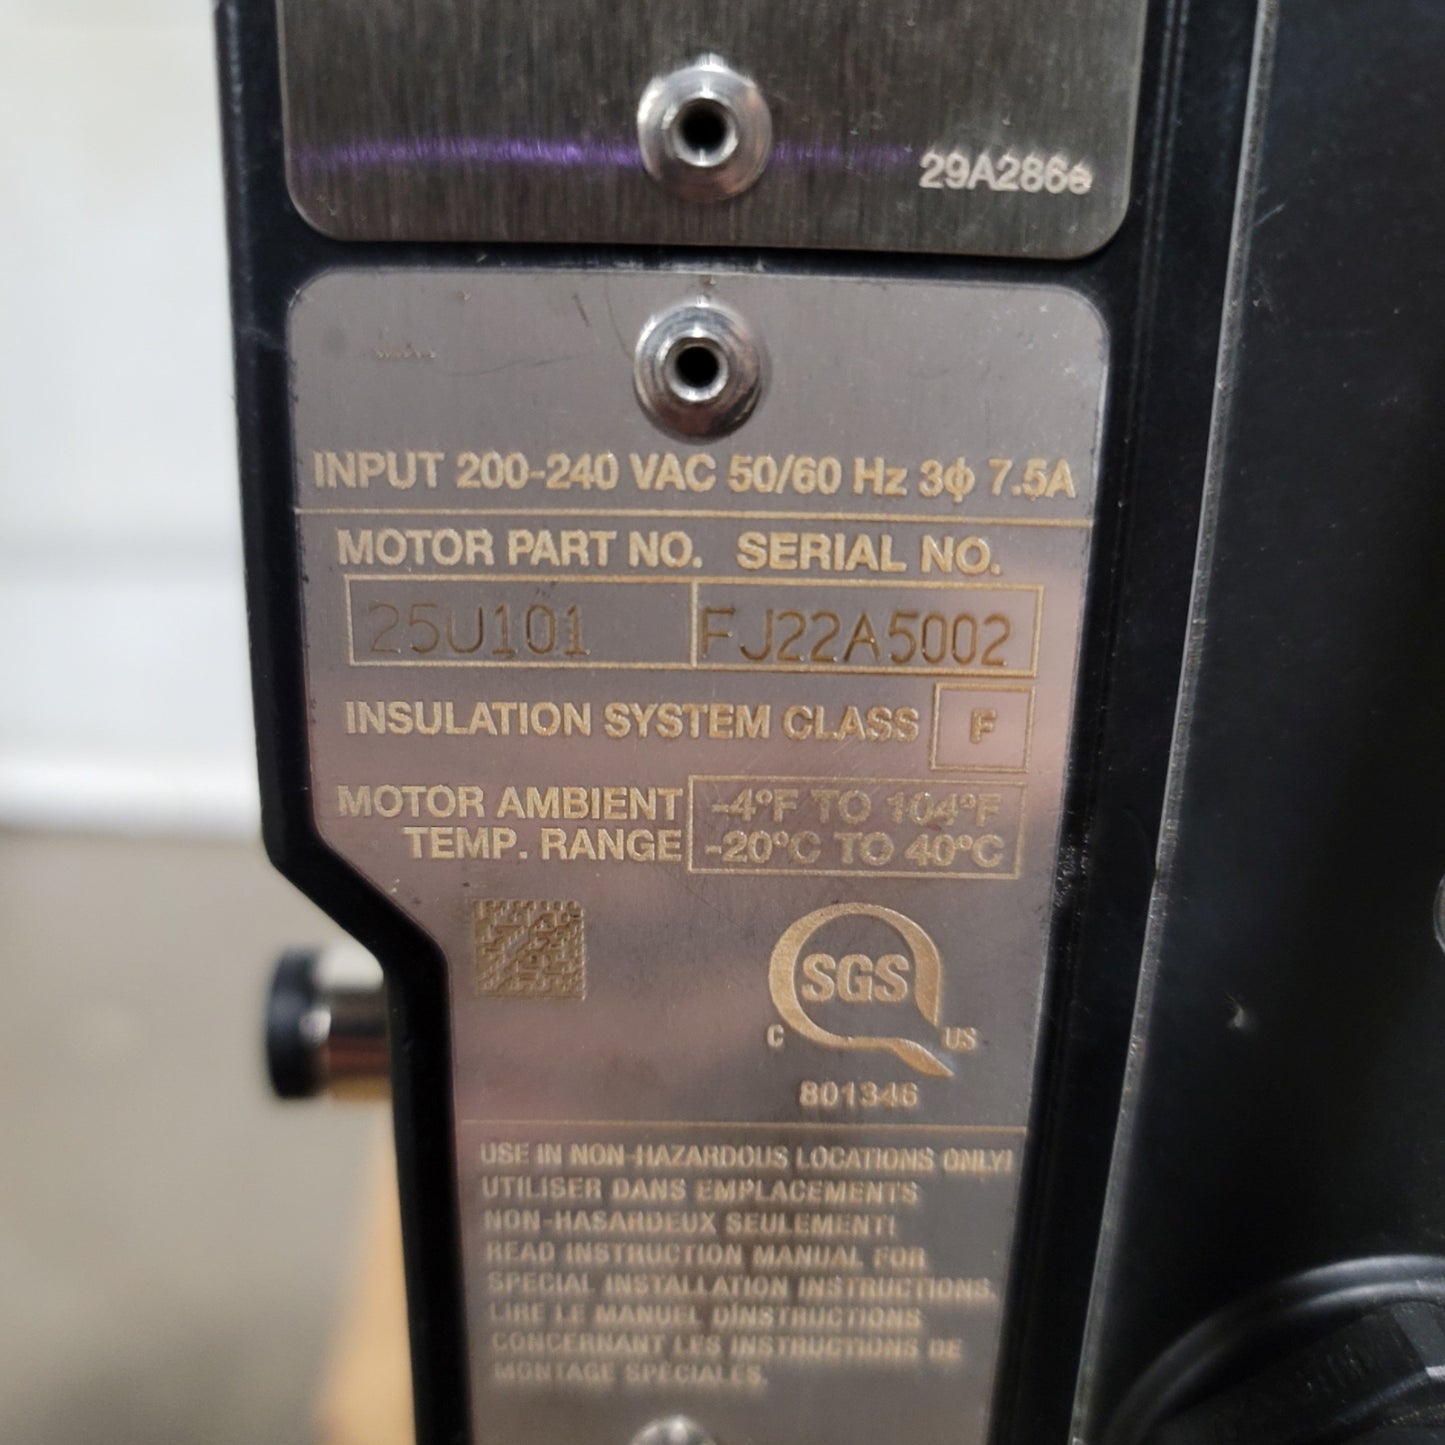 29A286e
INPUT 200-240 VAC 50/60 Hz 3ϕ 7.5A
MOTOR PART NO. SERIAL NO.
25U101 FJ22A5002
INSULATION SYSTEM CLASS F
MOTOR AMBIENT -4°F TO 104°F
TEMP. RANGE -20°C TO 40°C
SGS
C US
801346
USE IN NON-HAZARDOUS LOCATIONS ONLY!
UTILISER DANS EMPLACEMENTS
NON-HASARDEUX SEULEMENT!
READ INSTRUCTION MANUAL FOR
SPECIAL INSTALLATION INSTRUCTIONS.
LIRE LE MANUEL D'INSTRUCTIONS
CONCERNANT LES INSTRUCTIONS DE
MONTAGE SPÉCIALES.